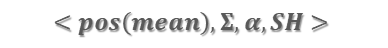 < pos(mean), Σ, α, SH >